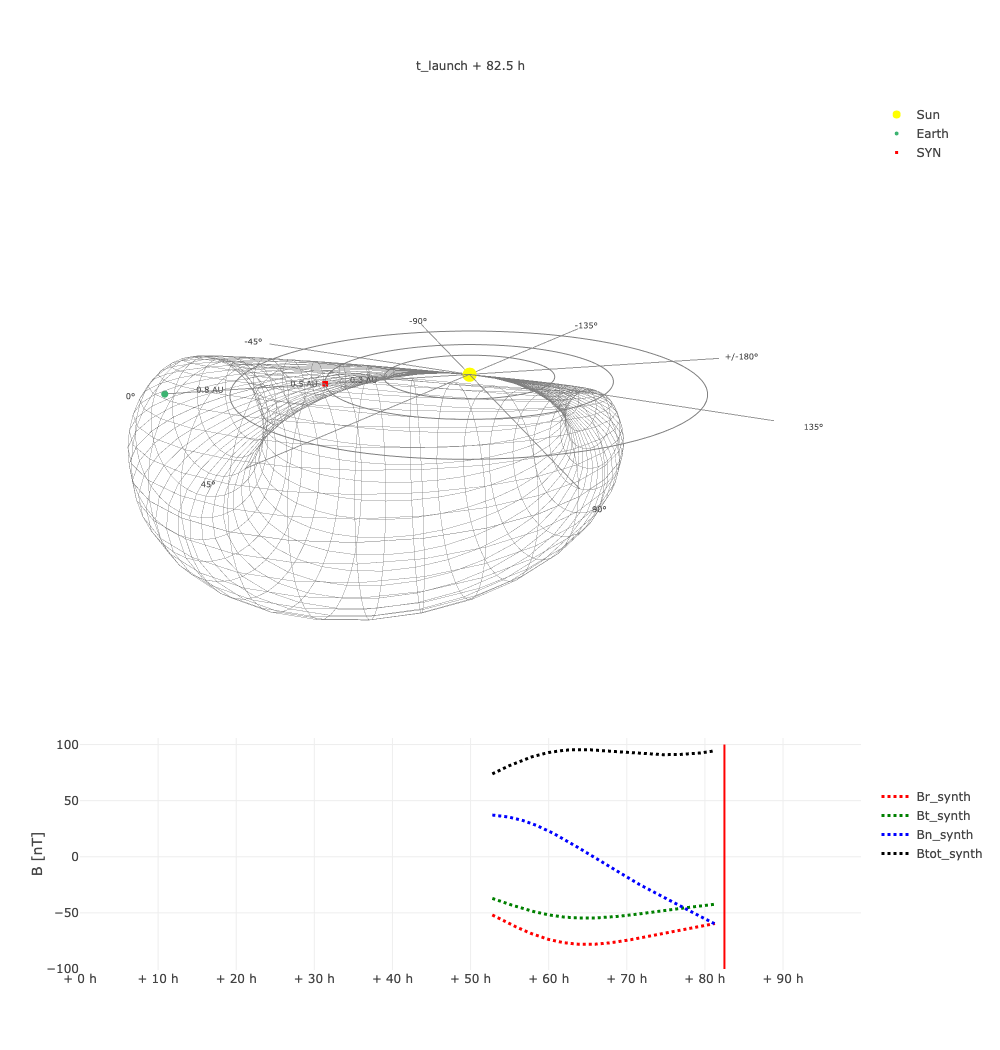 t_launch + 82.5 h
Sun
Earth
SYN
-90°
-135°
-45°
+/-180°
0.3 AU
0.5 AU
0.8 AU
0°
135°
45°
90°
B [nT]
100
50
0
−50
−100
+ 0 h
+ 10 h
+ 20 h
+ 30 h
+ 40 h
+ 50 h
+ 60 h
+ 70 h
+ 80 h
+ 90 h
Br_synth
Bt_synth
Bn_synth
Btot_synth